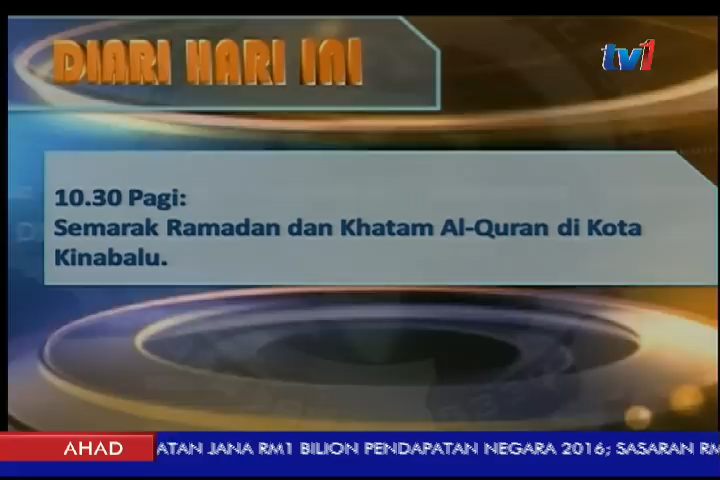 DIARI HARI INI
tv1
10.30 Pagi:
Semarak Ramadan dan Khatam Al-Quran di Kota
Kinabalu.
AHAD
ATAN JANA RM1 BILION PENDAPATAN NEGARA 2016; SASARAN RM